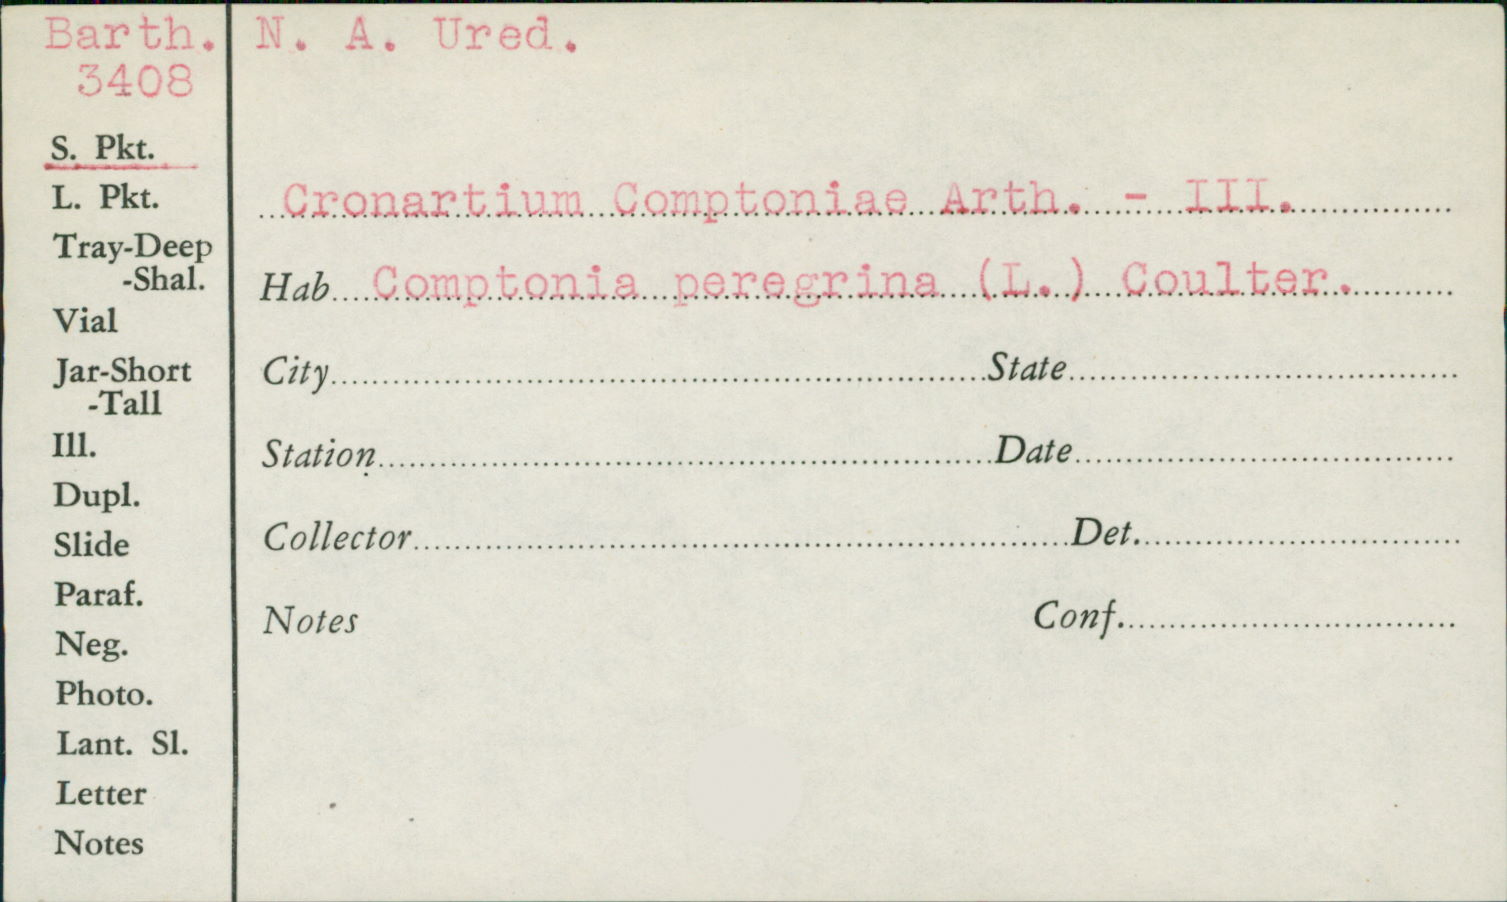 Barth. N. A. Ured.
3408
S. Pkt.
L. Pkt.
Tray-Deep
-Shal.
Vial
Jar-Short
-Tall
Ill.
Dupl.
Slide
Paraf.
Neg.
Photo.
Lant. Sl.
Letter
Notes
Cronartium Comptoniae Arth. - III.
Hab Comptonia peregrina (L.) Coulter.
City State
Station Date
Collector Det.
Notes Conf.